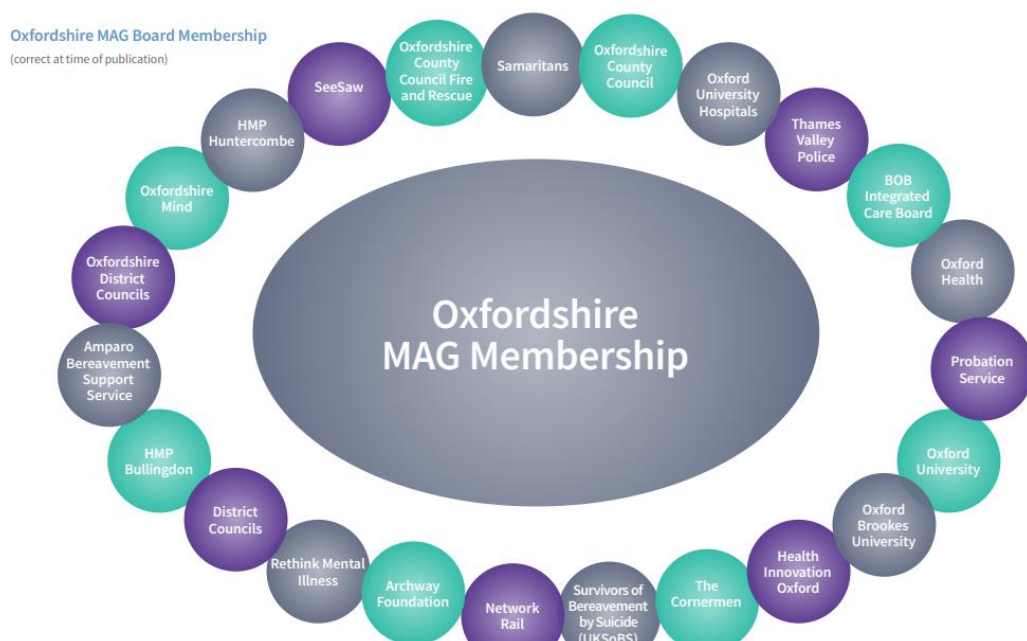 Oxfordshire MAG Board Membership
(correct at time of publication)
Oxfordshire
County
Council Fire
and Rescue
Samaritans
Oxfordshire
County
Council
Oxford
University
Hospitals
Thames
Valley
Police
BOB
Integrated
Care Board
Oxford
Health
Probation
Service
Oxford
University
Oxford
Brookes
University
Health
Innovation
Oxford
The
Cornermen
Survivors of
Bereavement
by Suicide
(UKSoBS)
Network
Rail
Archway
Foundation
Rethink Mental
Illness
District
Councils
HMP
Bullingdon
Amparo
Bereavement
Support
Service
Oxfordshire
District
Councils
Oxfordshire
Mind
HMP
Huntercombe
SeeSaw
Oxfordshire
MAG Membership